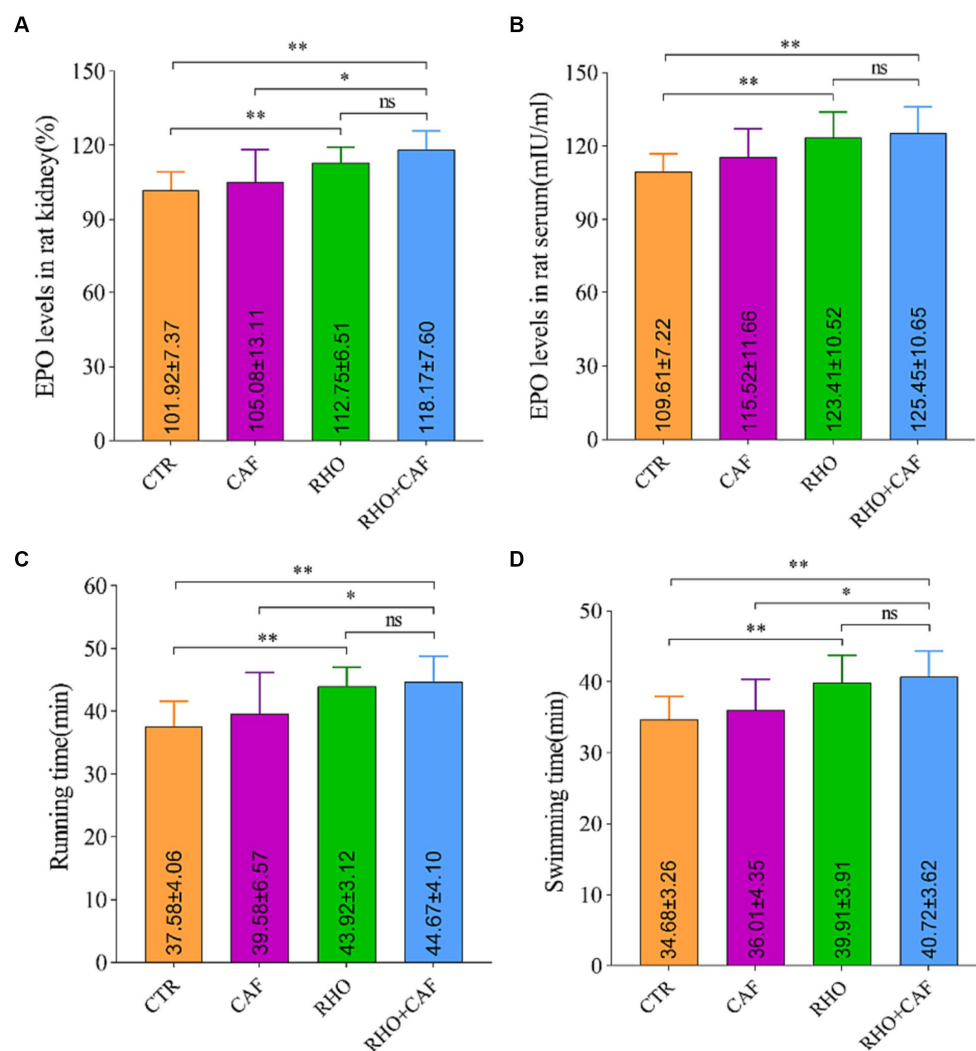 A
EPO levels in rat kidney(%)
150
120
90
60
30
0
**
*
ns
**
101.92±7.37
105.08±13.11
112.75±6.51
118.17±7.60
CTR
CAF
RHO
RHO+CAF
B
EPO levels in rat serum(mIU/ml)
150
120
90
60
30
0
**
ns
**
109.61±7.22
115.52±11.66
123.41±10.52
125.45±10.65
CTR
CAF
RHO
RHO+CAF
C
Running time(min)
60
50
40
30
20
10
0
**
*
ns
**
37.58±4.06
39.58±6.57
43.92±3.12
44.67±4.10
CTR
CAF
RHO
RHO+CAF
D
Swimming time(min)
50
40
30
20
10
0
**
*
ns
**
34.68±3.26
36.01±4.35
39.91±3.91
40.72±3.62
CTR
CAF
RHO
RHO+CAF